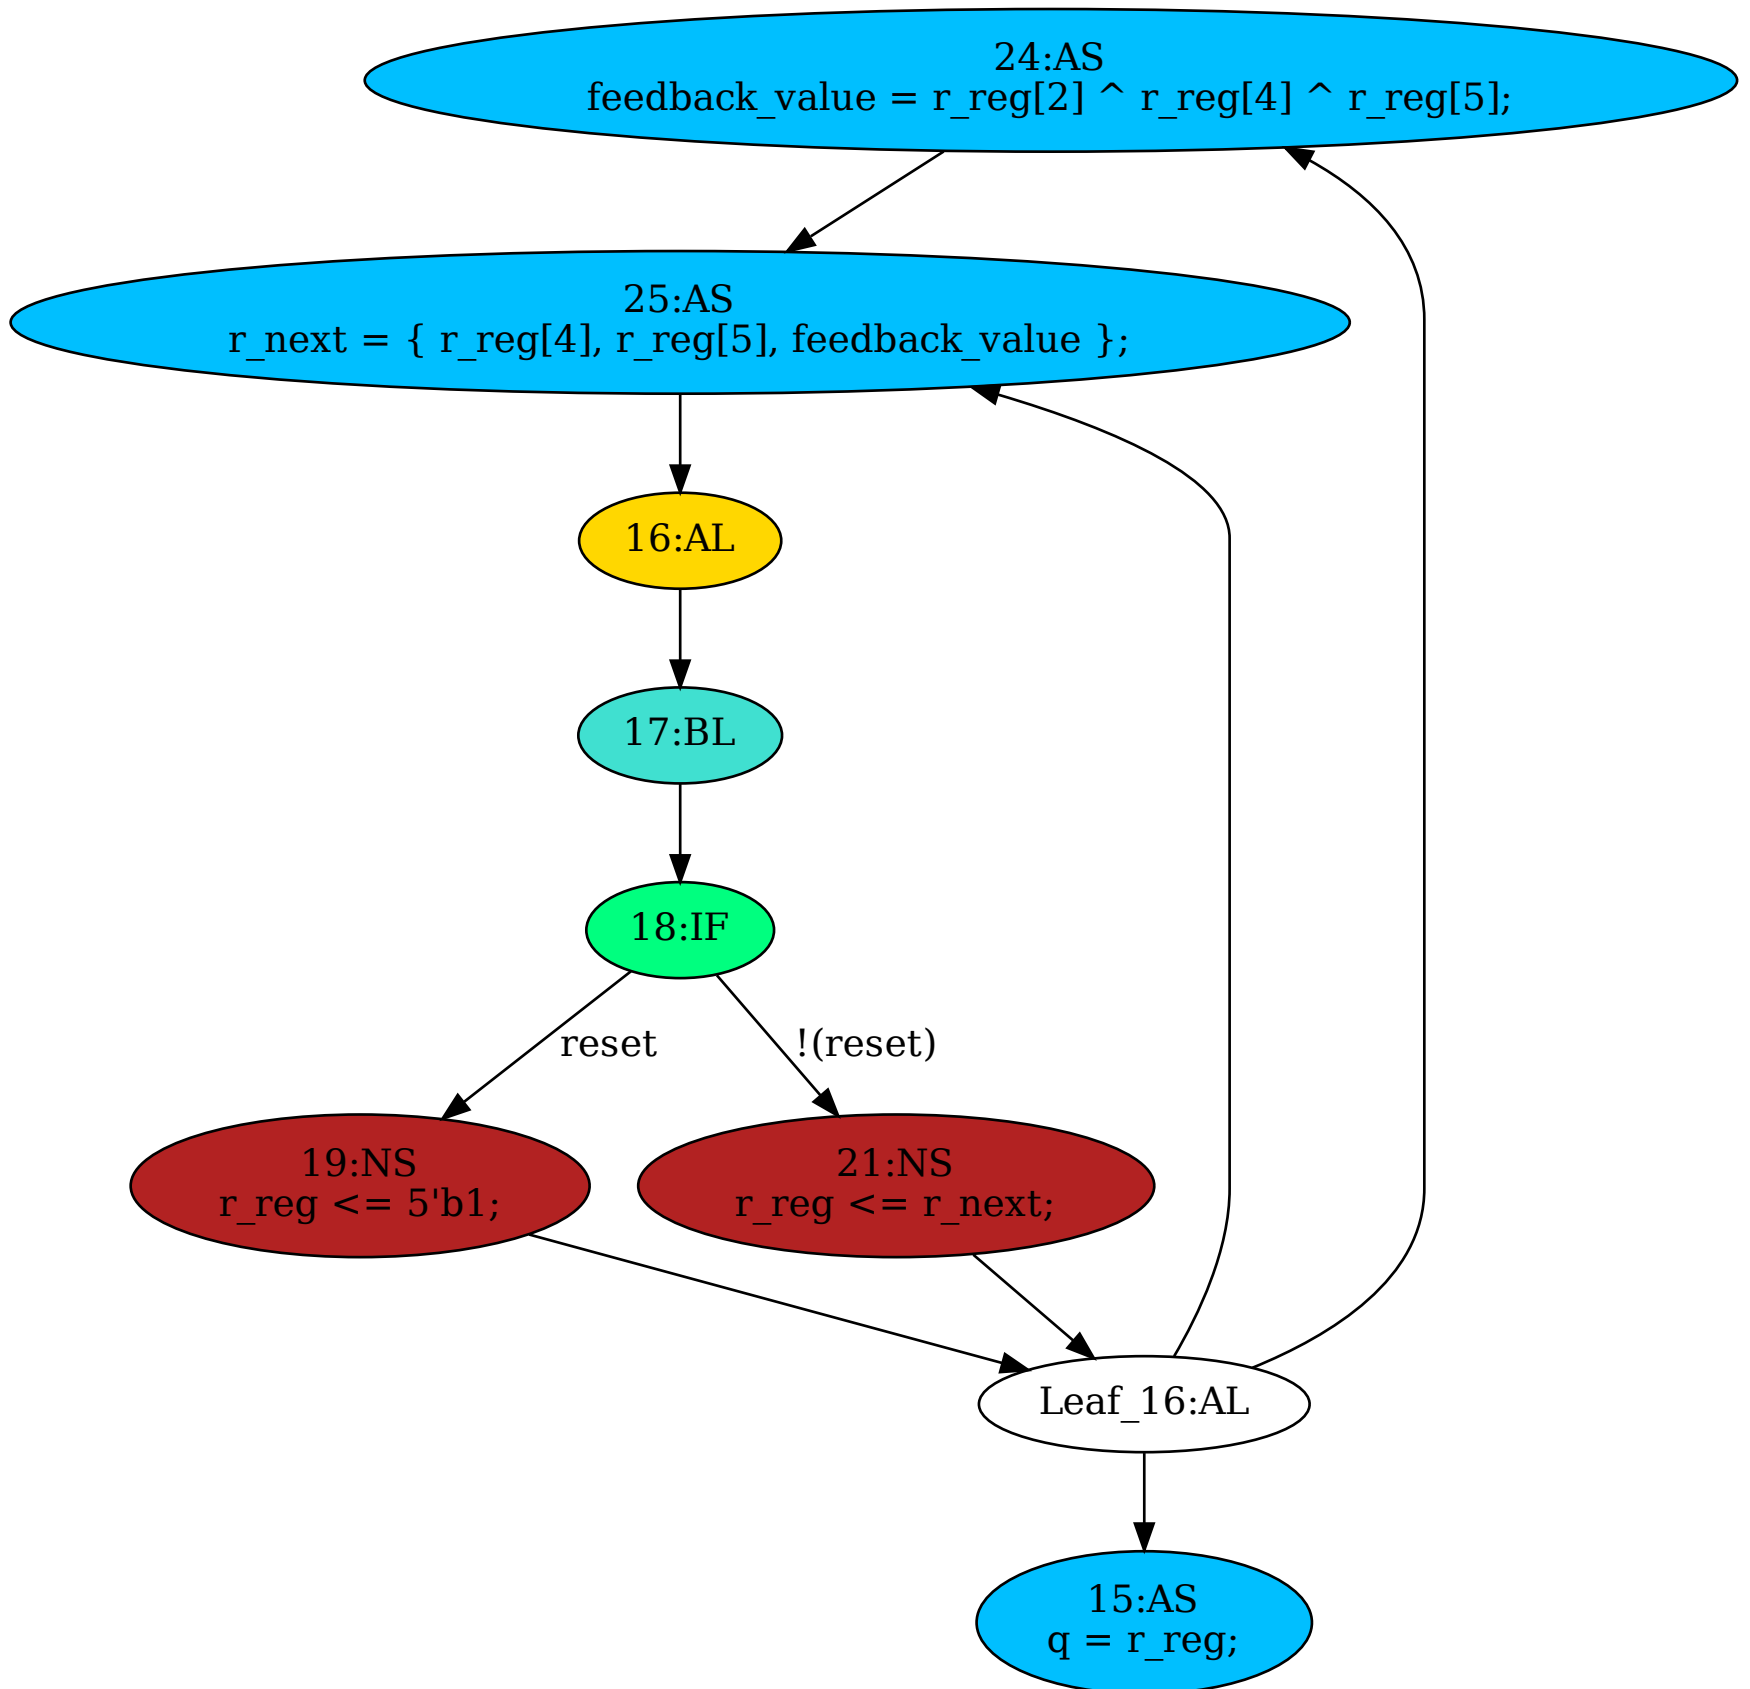 24:AS
feedback_value = r_reg[2] ^ r_reg[4] ^ r_reg[5];
25:AS
r_next = { r_reg[4], r_reg[5], feedback_value };
16:AL
17:BL
18:IF
reset
!(reset)
19:NS
r_reg <= 5'b1;
21:NS
r_reg <= r_next;
Leaf_16:AL
15:AS
q = r_reg;